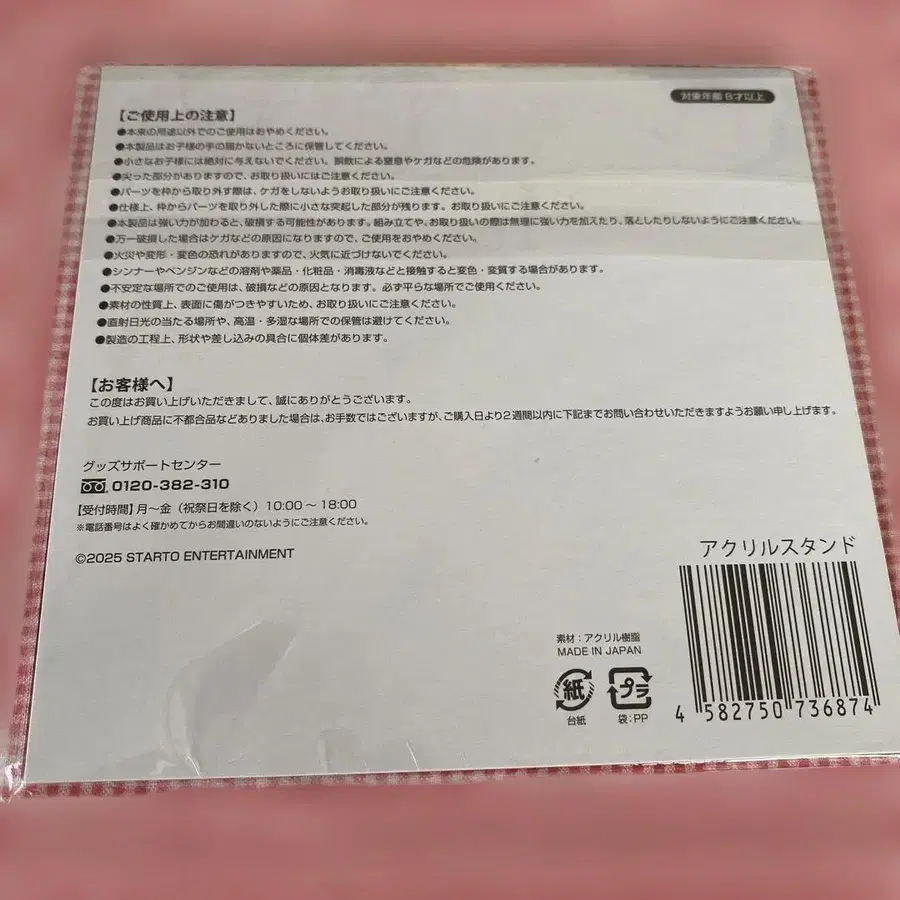 対象年齢8才以上
【ご使用上の注意】
●本来の用途以外でのご使用はおやめください。
●本製品はお子様の手の届かないところに保管してください。
●小さなお子様には絶対に与えないでください。誤飲による窒息やケガなどの危険があります。
●尖った部分がありますので、お取り扱いにはご注意ください。
●パーツを枠から取り外す際は、ケガをしないようお取り扱いにご注意ください。
●仕様上、枠からパーツを取り外した際に小さな突起した部分が残ります。お取り扱いにご注意ください。
●本製品は強い力が加わると、破損する可能性があります。組み立てや、お取り扱いの際は無理に強い力を加えたり、落としたりしないようにご注意ください。
●万一破損した場合はケガなどの原因になりますので、ご使用をおやめください。
●火災や変形・変色の恐れがありますので、火気に近づけないでください。
●シンナーやベンジンなどの溶剤や薬品・化粧品・消毒液などと接触すると変色・変質する場合があります。
●不安定な場所でのご使用は、破損などの原因となります。必ず平らな場所でご使用ください。
●素材の性質上、表面に傷がつきやすいため、お取り扱いにご注意ください。
●直射日光の当たる場所や、高温・多湿な場所での保管は避けてください。
●製造の工程上、形状や差し込みの具合に個体差があります。
【お客様へ】
この度はお買い上げいただきまして、誠にありがとうございます。
お買い上げ商品に不都合品などありました場合は、お手数ではございますが、ご購入日より2週間以内に下記までお問い合わせいただきますようお願い申し上げます。
グッズサポートセンター
0120-382-310
【受付時間】月～金（祝祭日を除く）10:00～18:00
※電話番号はよく確かめてからお間違いのないようにご注意ください。
©2025 STARTO ENTERTAINMENT
アクリルスタンド
素材：アクリル樹脂
MADE IN JAPAN
紙
プラ
台紙
袋:PP
4 582750 736874